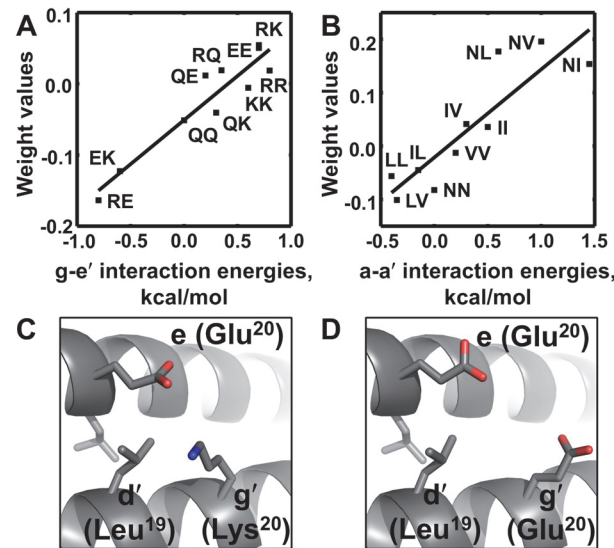 A
B
Weight values
0.1
0.0
-0.1
-0.2
-1.0
-0.5
0.0
0.5
1.0
RK
RQ
EE
QE
RR
KK
QQ
QK
EK
RE
g-e′ interaction energies,
kcal/mol
Weight values
0.2
0.1
0.0
-0.1
-0.5
0.0
0.5
1.0
1.5
NL
NV
NI
IV
II
LL
IL
VV
LV
NN
a-a′ interaction energies,
kcal/mol
C
D
e (Glu²⁰)
d′
(Leu¹⁹)
g′
(Lys²⁰)
e (Glu²⁰)
d′
(Leu¹⁹)
g′
(Glu²⁰)